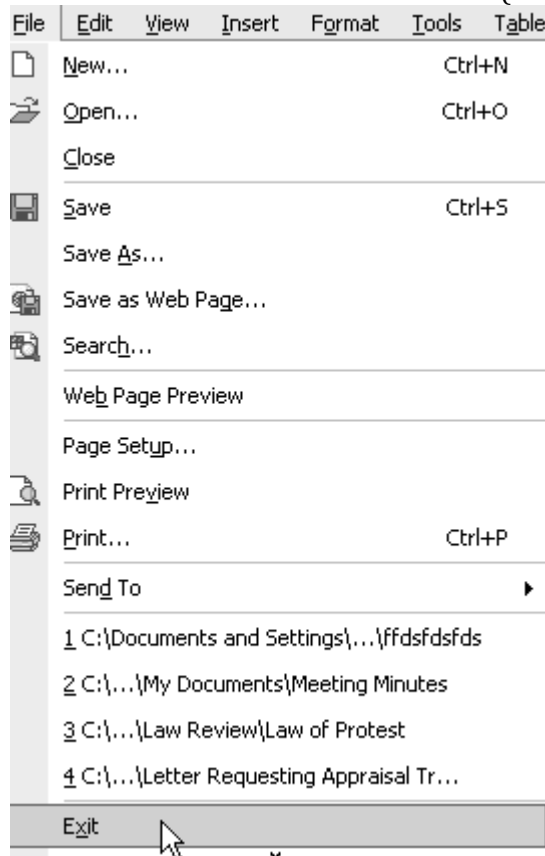 File Edit View Insert Format Tools Table
New... Ctrl+N
Open... Ctrl+O
Close
Save Ctrl+S
Save As...
Save as Web Page...
Search...
Web Page Preview
Page Setup...
Print Preview
Print... Ctrl+P
Send To
1 C:\Documents and Settings\...\ffdsfdsfds
2 C:\...\My Documents\Meeting Minutes
3 C:\...\Law Review\Law of Protest
4 C:\...\Letter Requesting Appraisal Tr...
Exit